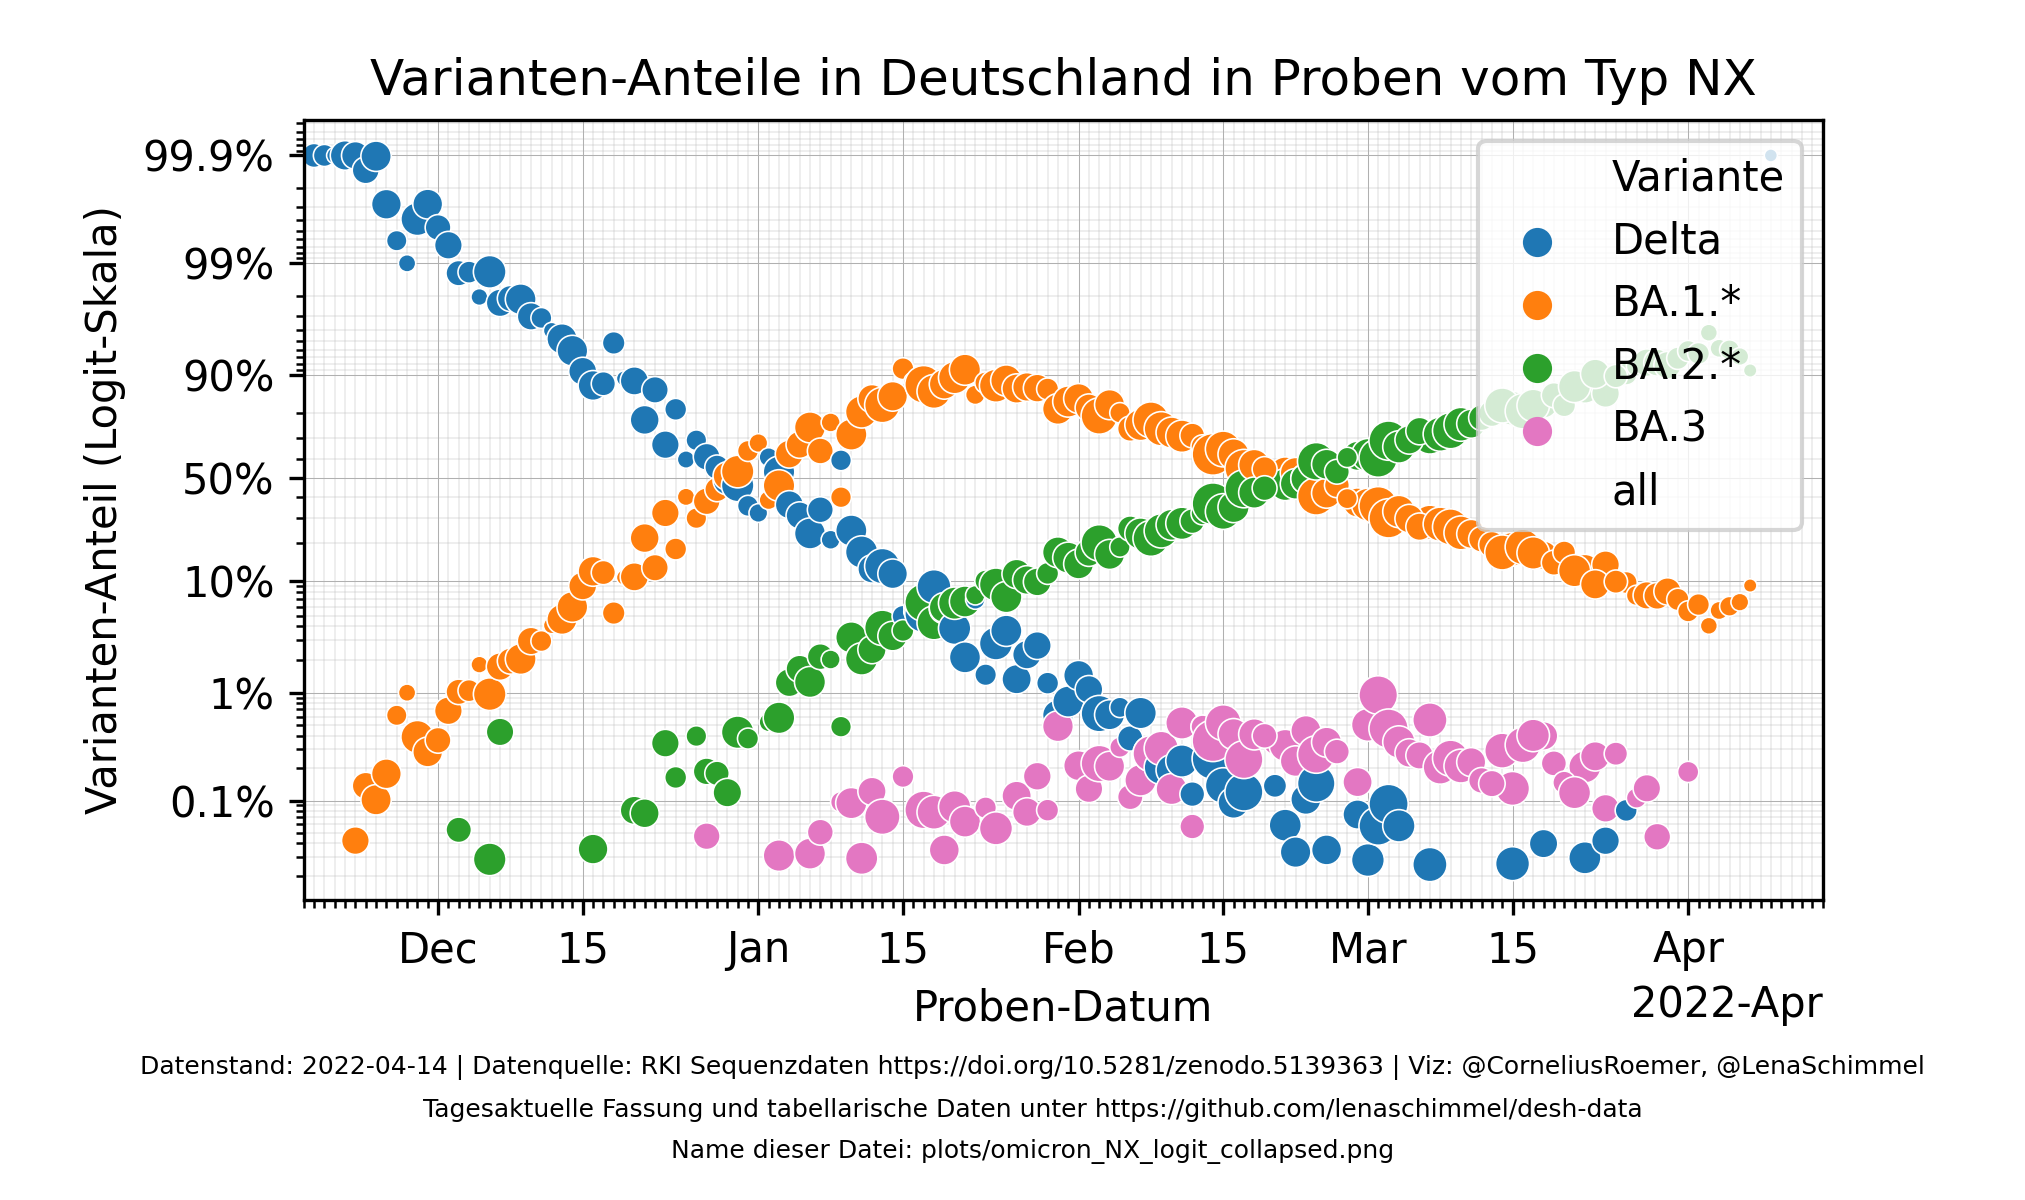 Varianten-Anteile in Deutschland in Proben vom Typ NX
Varianten-Anteil (Logit-Skala)
99.9%
99%
90%
50%
10%
1%
0.1%
Variante
Delta
BA.1.*
BA.2.*
BA.3
all
Dec 15 Jan 15 Feb 15 Mar 15 Apr
Proben-Datum
2022-Apr
Datenstand: 2022-04-14 | Datenquelle: RKI Sequenzdaten https://doi.org/10.5281/zenodo.5139363 | Viz: @CorneliusRoemer, @LenaSchimmel
Tagesaktuelle Fassung und tabellarische Daten unter https://github.com/lenaschimmel/desh-data
Name dieser Datei: plots/omicron_NX_logit_collapsed.png